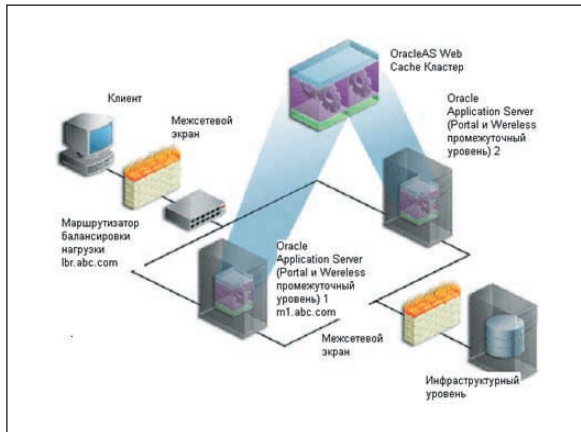 OracleAS Web
Cache Кластер
Клиент
Межсетевой
экран
Oracle
Application Server
(Portal и Wereless
промежуточный
уровень) 2
Маршрутизатор
балансировки
нагрузки
lbr.abc.com
Oracle
Application Server
(Portal и Wereless
промежуточный
уровень) 1
m1.abc.com
Межсетевой
экран
Инфраструктурный
уровень